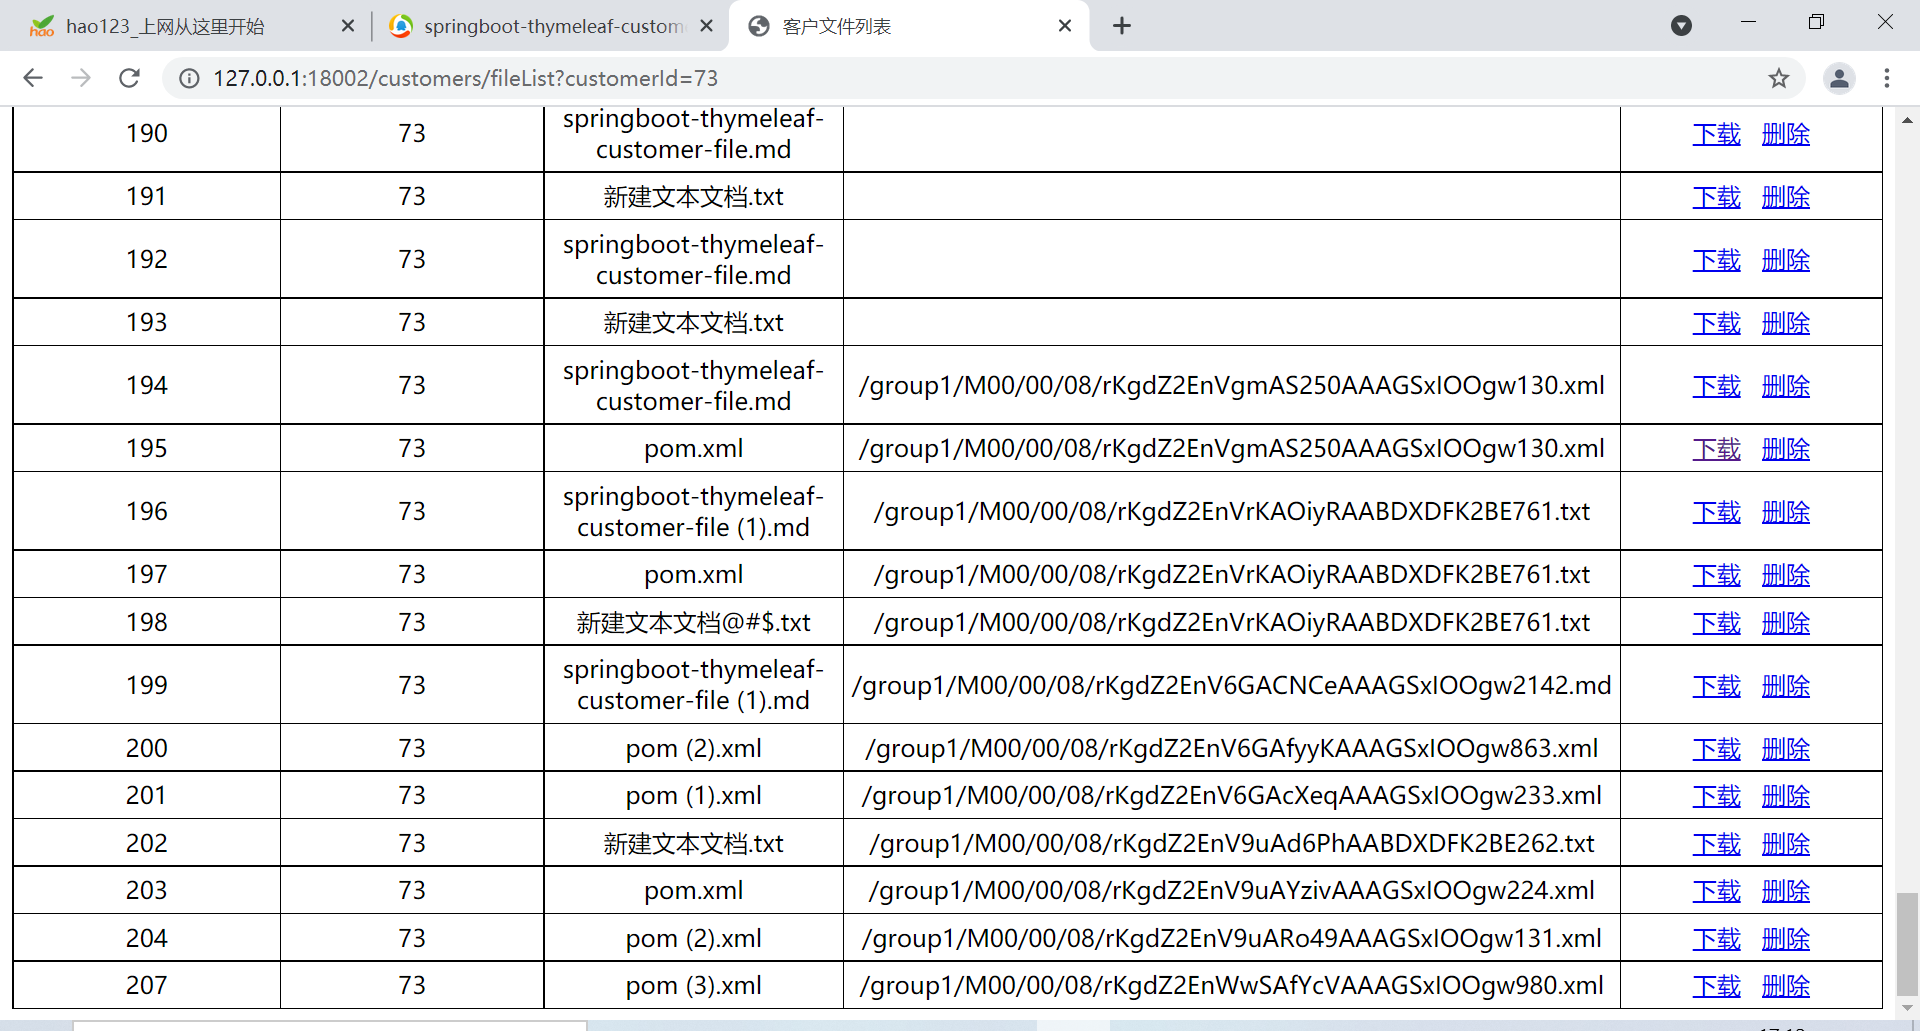 hao123_上网从这里开始
springboot-thymeleaf-custom
客户文件列表
127.0.0.1:18002/customers/fileList?customerId=73
190 73 springboot-thymeleaf-customer-file.md 下载 删除
191 73 新建文本文档.txt 下载 删除
192 73 springboot-thymeleaf-customer-file.md 下载 删除
193 73 新建文本文档.txt 下载 删除
194 73 springboot-thymeleaf-customer-file.md /group1/M00/00/08/rKgdZ2EnVgmAS250AAAGSxIOOgw130.xml 下载 删除
195 73 pom.xml /group1/M00/00/08/rKgdZ2EnVgmAS250AAAGSxIOOgw130.xml 下载 删除
196 73 springboot-thymeleaf-customer-file (1).md /group1/M00/00/08/rKgdZ2EnVrKAOiyRAABDXDFK2BE761.txt 下载 删除
197 73 pom.xml /group1/M00/00/08/rKgdZ2EnVrKAOiyRAABDXDFK2BE761.txt 下载 删除
198 73 新建文本文档@#$.txt /group1/M00/00/08/rKgdZ2EnVrKAOiyRAABDXDFK2BE761.txt 下载 删除
199 73 springboot-thymeleaf-customer-file (1).md /group1/M00/00/08/rKgdZ2EnV6GACNCeAAAGSxIOOgw2142.md 下载 删除
200 73 pom (2).xml /group1/M00/00/08/rKgdZ2EnV6GAfyyKAAAGSxIOOgw863.xml 下载 删除
201 73 pom (1).xml /group1/M00/00/08/rKgdZ2EnV6GAcXeqAAAGSxIOOgw233.xml 下载 删除
202 73 新建文本文档.txt /group1/M00/00/08/rKgdZ2EnV9uAd6PhAABDXDFK2BE262.txt 下载 删除
203 73 pom.xml /group1/M00/00/08/rKgdZ2EnV9uAYzivAAAGSxIOOgw224.xml 下载 删除
204 73 pom (2).xml /group1/M00/00/08/rKgdZ2EnV9uARo49AAAGSxIOOgw131.xml 下载 删除
207 73 pom (3).xml /group1/M00/00/08/rKgdZ2EnWwSAfYcVAAAGSxIOOgw980.xml 下载 删除